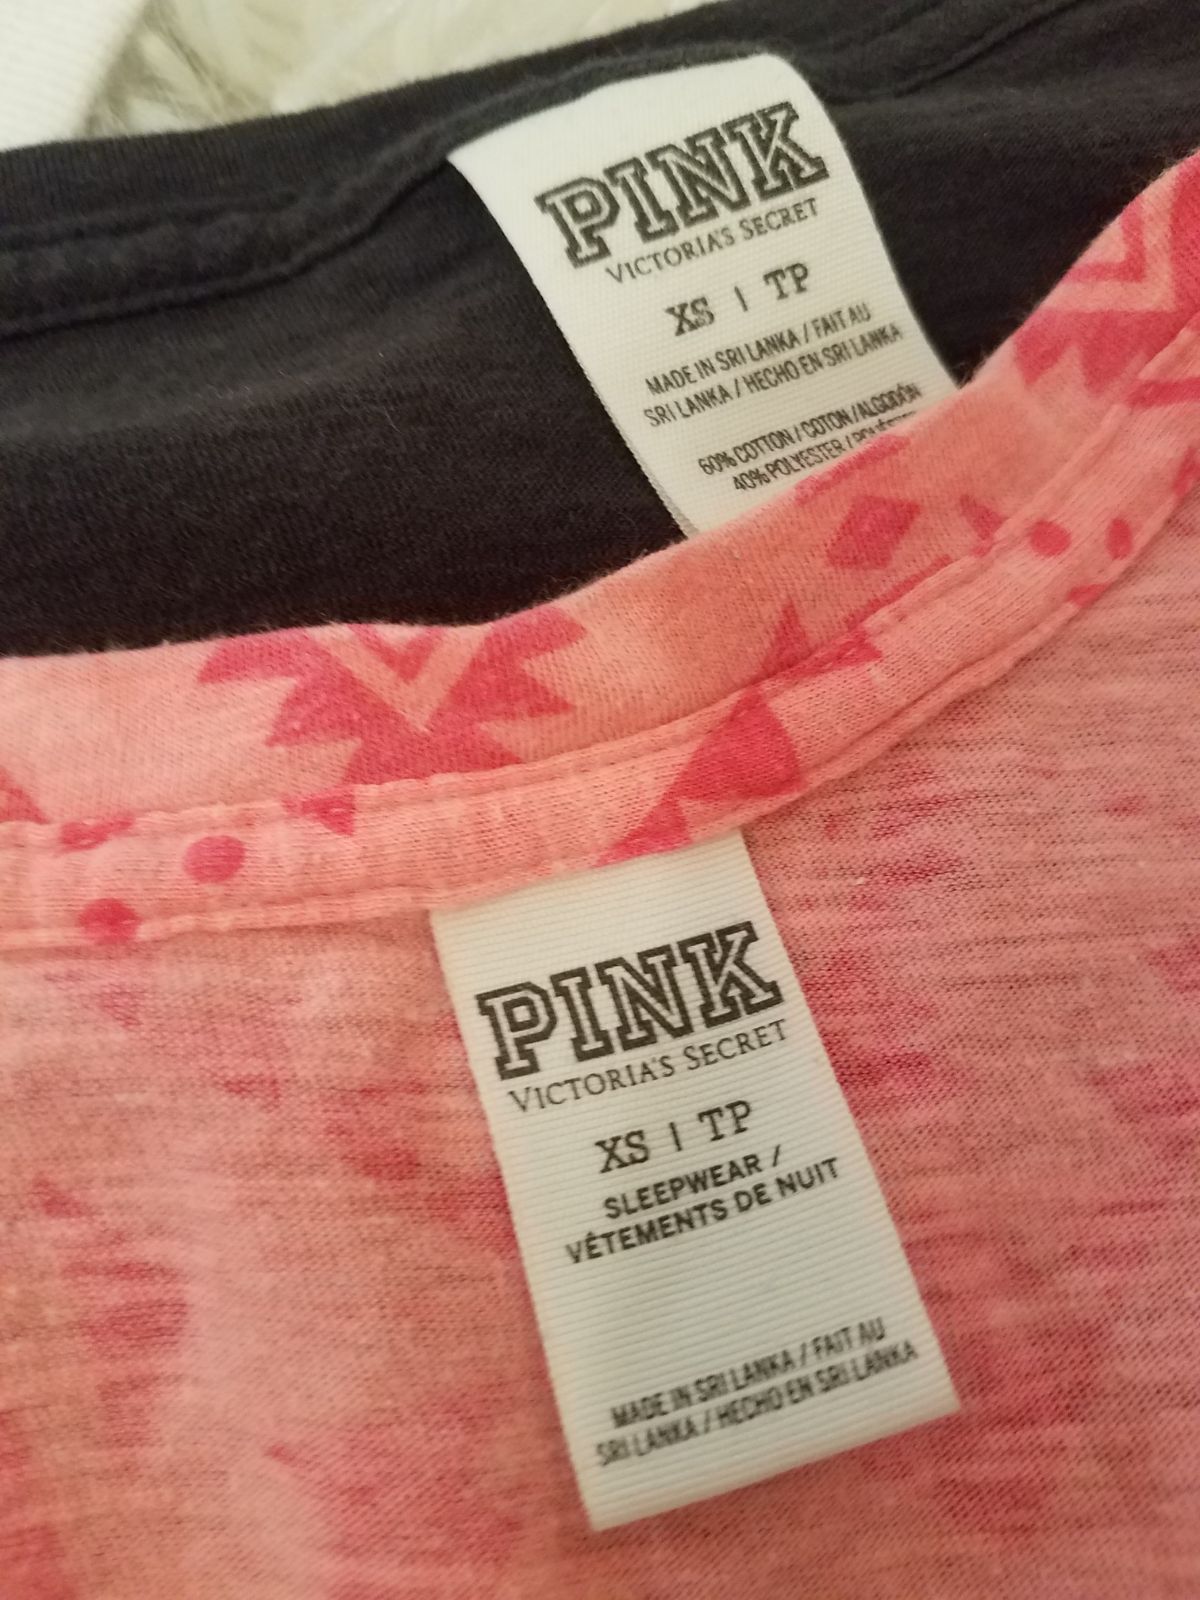 PINK
VICTORIA'S SECRET
XS | TP
MADE IN SRI LANKA / FAIT AU
SRI LANKA / HECHO EN SRI LANKA
60% COTTON / COTON / ALGODÓN
40% POLYESTER /
PINK
VICTORIA'S SECRET
XS | TP
SLEEPWEAR /
VÊTEMENTS DE NUIT
MADE IN SRI LANKA / FAIT AU
SRI LANKA / HECHO EN SRI LANKA